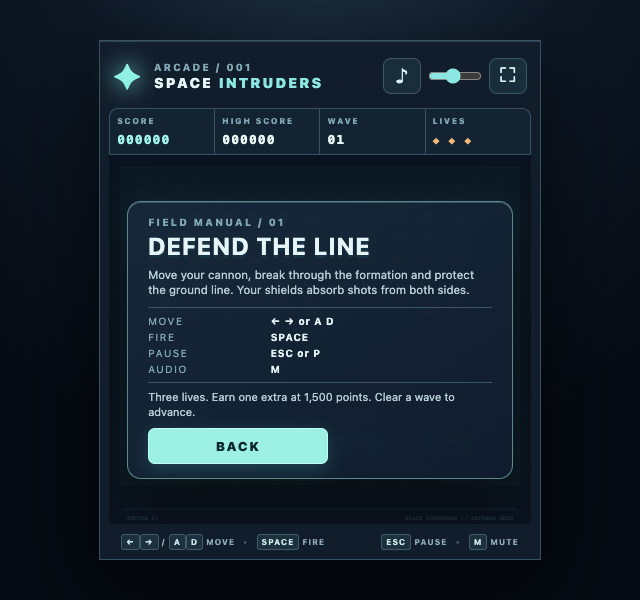 ARCADE / 001
SPACE INTRUDERS
SCORE
000000
HIGH SCORE
000000
WAVE
01
LIVES
FIELD MANUAL / 01
DEFEND THE LINE
Move your cannon, break through the formation and protect
the ground line. Your shields absorb shots from both sides.
MOVE ← → or A D
FIRE SPACE
PAUSE ESC or P
AUDIO M
Three lives. Earn one extra at 1,500 points. Clear a wave to
advance.
BACK
← → / A D MOVE · SPACE FIRE
ESC PAUSE · M MUTE